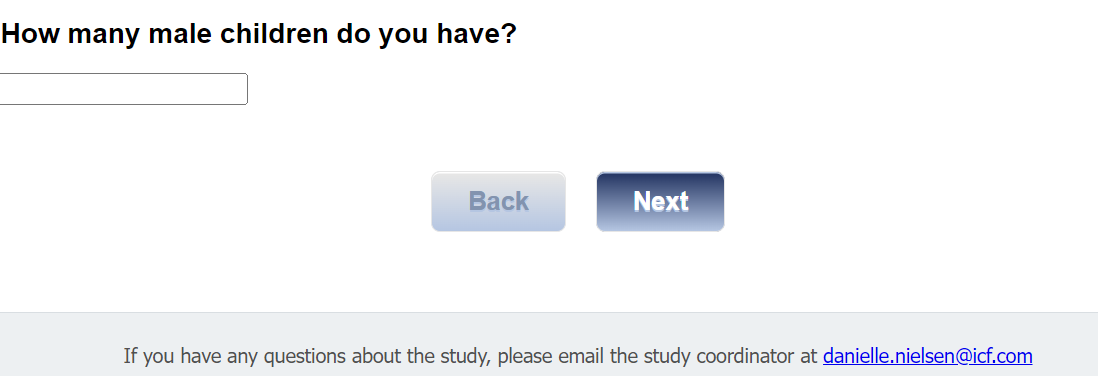 How many male children do you have?
Back
Next
If you have any questions about the study, please email the study coordinator at danielle.nielsen@icf.com